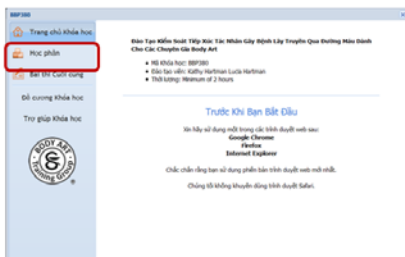 BBP380
Trang chủ Khóa học
Học phần
Bài thi Cuối cùng
Đề cương Khóa học
Trợ giúp Khóa học
BODY ART
Training Group
Đào Tạo Kiểm Soát Tiếp Xúc Tác Nhân Gây Bệnh Lây Truyền Qua Đường Máu Dành
Cho Các Chuyên Gia Body Art
Mã Khóa học: BBP380
Đào tạo viên: Kathy Hartman Lucia Hartman
Thời lượng: Minimum of 2 hours
Trước Khi Bạn Bắt Đầu
Xin hãy sử dụng một trong các trình duyệt web sau:
Google Chrome
Firefox
Internet Explorer
Chắc chắn rằng bạn sử dụng phiên bản trình duyệt web mới nhất.
Chúng tôi không khuyên dùng trình duyệt Safari.